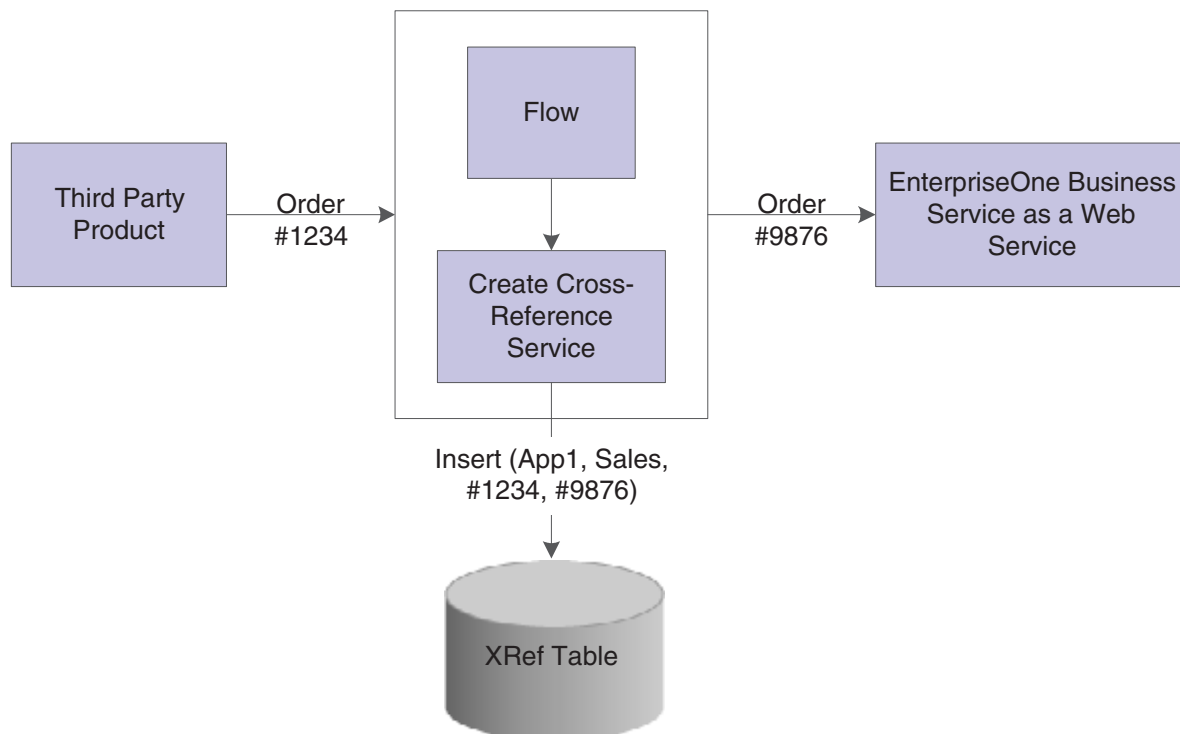 Flow
Third Party
Product
Order
#1234
Create Cross-
Reference
Service
Order
#9876
EnterpriseOne Business
Service as a Web
Service
Insert (App1, Sales,
#1234, #9876)
XRef Table